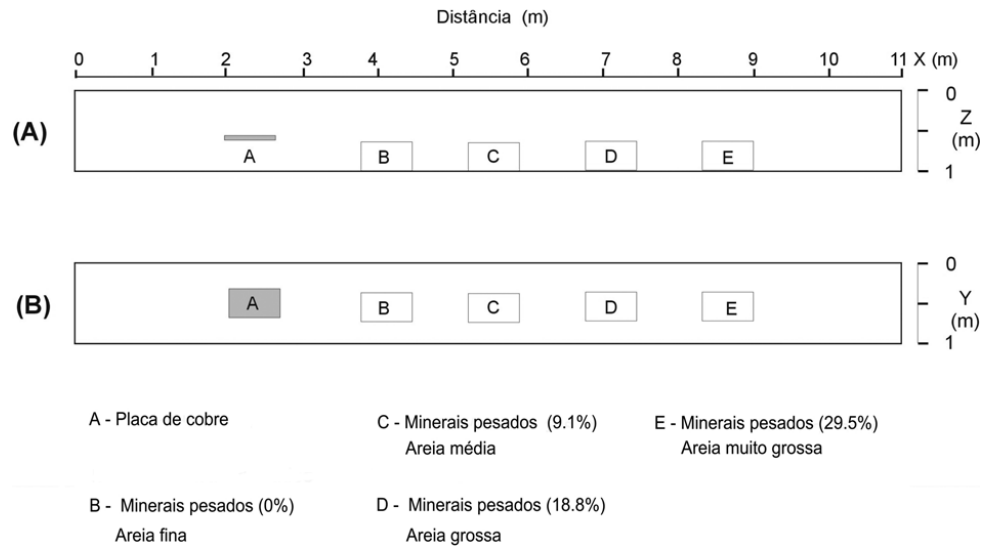 Distância (m)
0 1 2 3 4 5 6 7 8 9 10 11 X (m)
(A)
A B C D E
0
Z
(m)
1
(B)
A B C D E
0
Y
(m)
1
A - Placa de cobre
C - Minerais pesados (9.1%)
Areia média
E - Minerais pesados (29.5%)
Areia muito grossa
B - Minerais pesados (0%)
Areia fina
D - Minerais pesados (18.8%)
Areia grossa